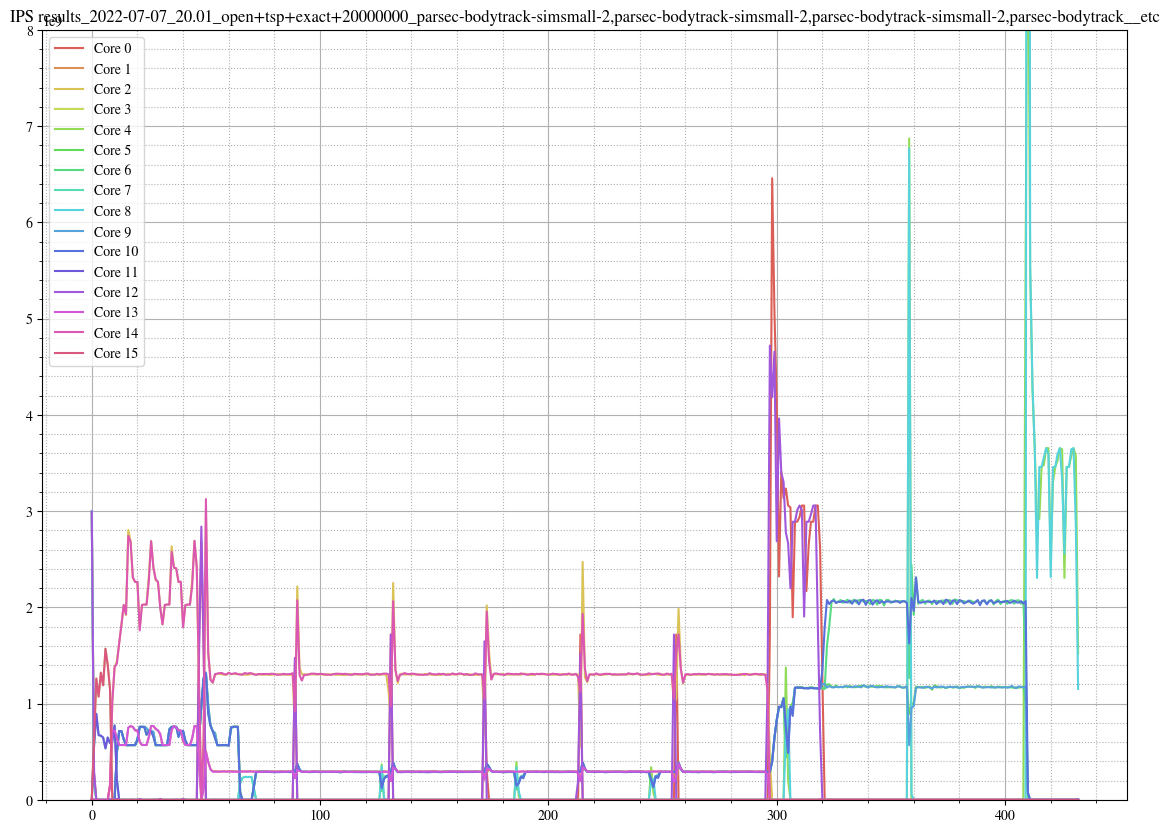 IPS results_2022-07-07_20.01_open+tsp+exact+20000000_parsec-bodytrack-simsmall-2,parsec-bodytrack-simsmall-2,parsec-bodytrack-simsmall-2,parsec-bodytrack__etc
1e9
8
7
6
5
4
3
2
1
0
Core 0
Core 1
Core 2
Core 3
Core 4
Core 5
Core 6
Core 7
Core 8
Core 9
Core 10
Core 11
Core 12
Core 13
Core 14
Core 15
0 100 200 300 400